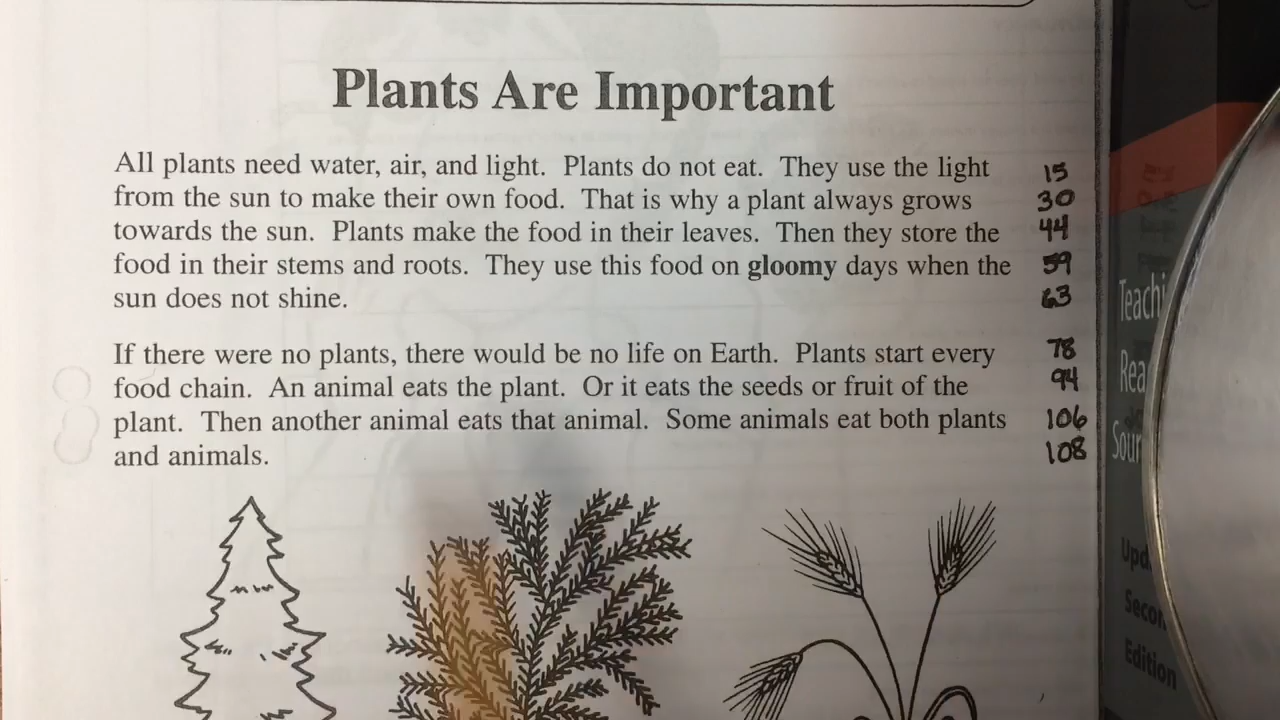 Plants Are Important
All plants need water, air, and light. Plants do not eat. They use the light 15
from the sun to make their own food. That is why a plant always grows 30
towards the sun. Plants make the food in their leaves. Then they store the 44
food in their stems and roots. They use this food on gloomy days when the 59
sun does not shine. 63
If there were no plants, there would be no life on Earth. Plants start every 78
food chain. An animal eats the plant. Or it eats the seeds or fruit of the 94
plant. Then another animal eats that animal. Some animals eat both plants 106
and animals. 108
Second
Edition